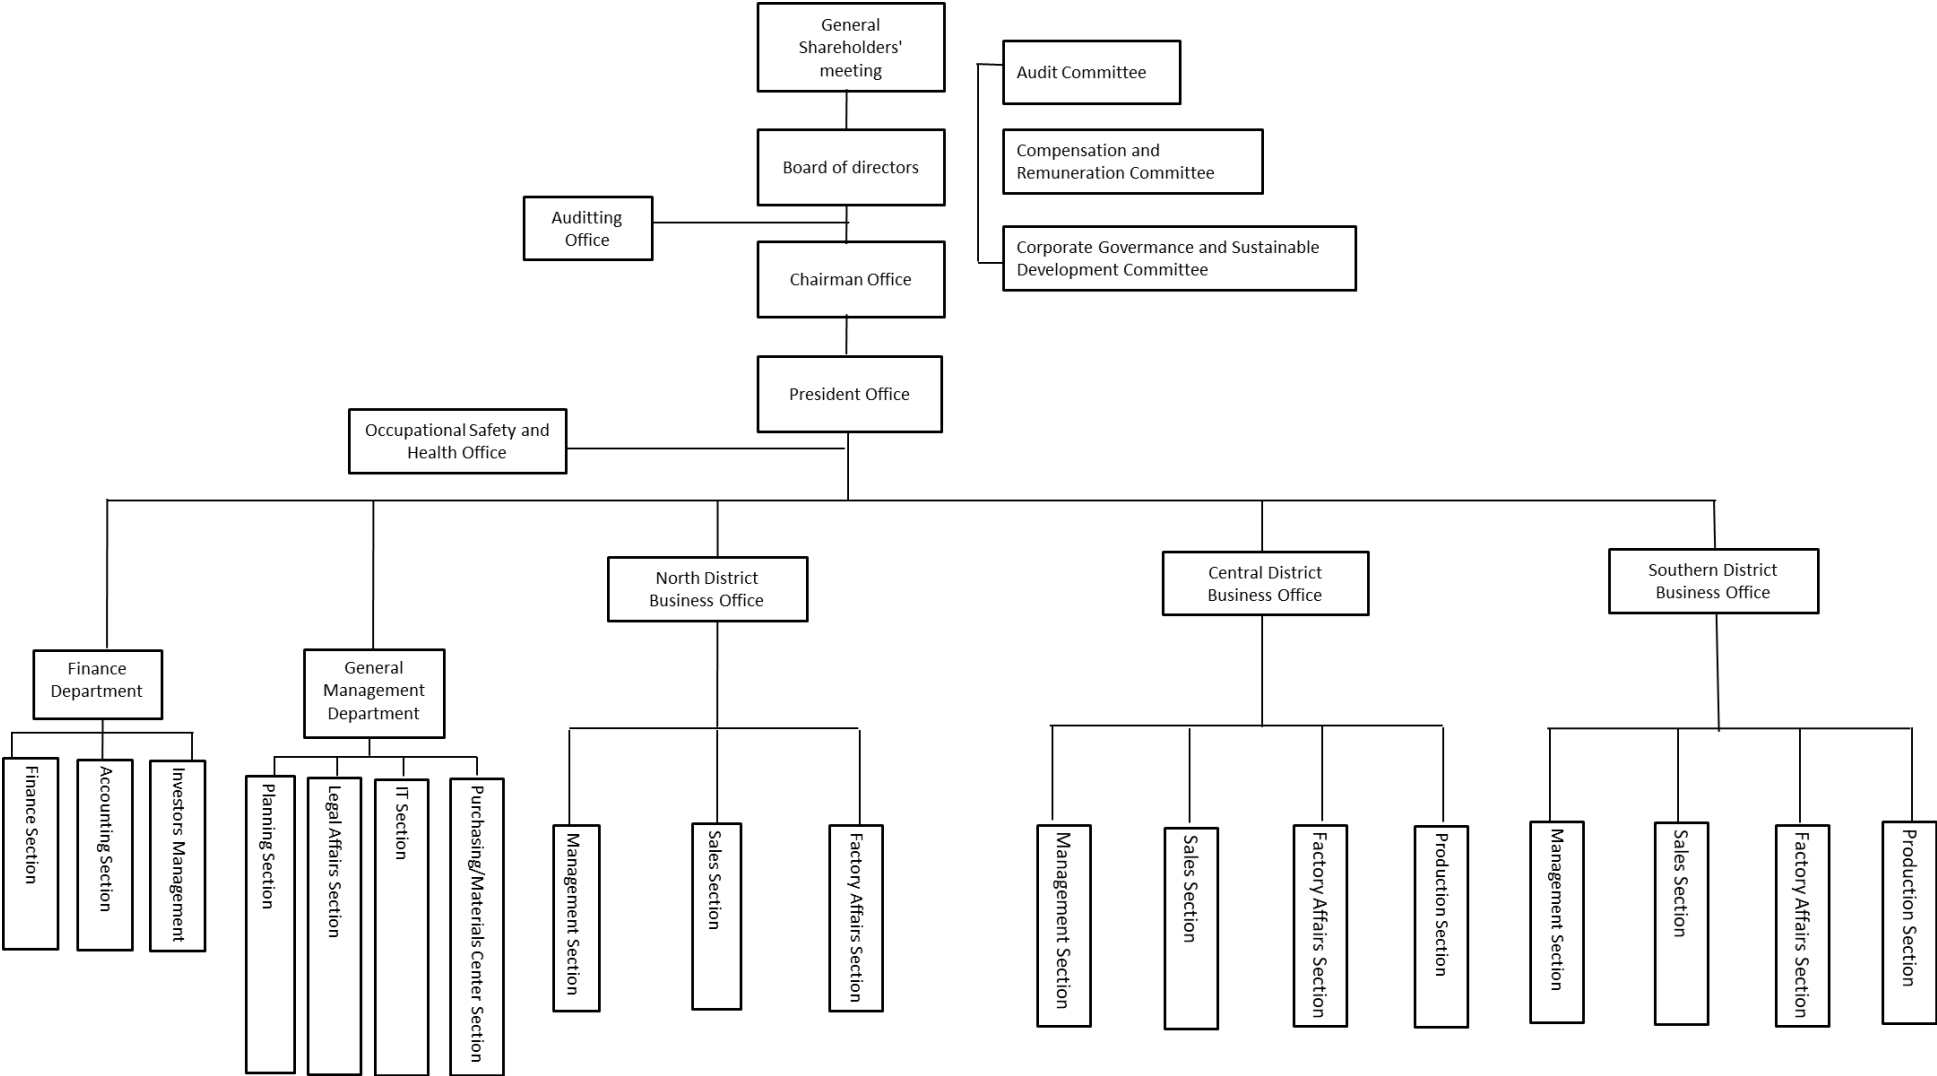 General
Shareholders'
meeting
Audit Committee
Board of directors
Compensation and
Remuneration Committee
Auditting
Office
Chairman Office
Corporate Governance and Sustainable
Development Committee
President Office
Occupational Safety and
Health Office
North District
Business Office
Central District
Business Office
Southern District
Business Office
Finance
Department
General
Management
Department
Finance Section
Accounting Section
Investors Management
Planning Section
Legal Affairs Section
IT Section
Purchasing/Materials Center Section
Management Section
Sales Section
Factory Affairs Section
Management Section
Sales Section
Factory Affairs Section
Production Section
Management Section
Sales Section
Factory Affairs Section
Production Section